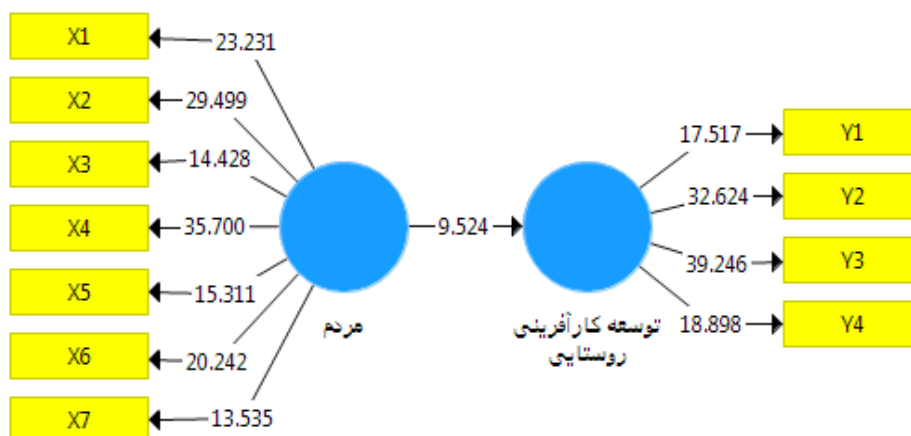 X1
23.231
X2
29.499
X3
14.428
X4
35.700
X5
15.311
X6
20.242
X7
13.535
مردم
9.524
توسعه کارآفرینی
روستایی
17.517
Y1
32.624
Y2
39.246
Y3
18.898
Y4